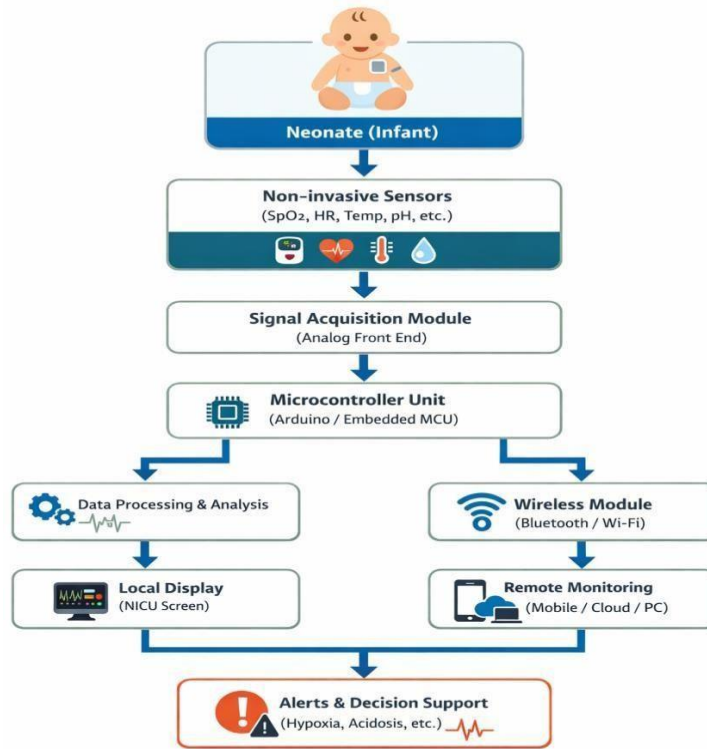 Neonate (Infant)
Non-invasive Sensors
(SpO2, HR, Temp, pH, etc.)
Signal Acquisition Module
(Analog Front End)
Microcontroller Unit
(Arduino / Embedded MCU)
Data Processing & Analysis
Wireless Module
(Bluetooth / Wi-Fi)
Local Display
(NICU Screen)
Remote Monitoring
(Mobile / Cloud / PC)
Alerts & Decision Support
(Hypoxia, Acidosis, etc.)